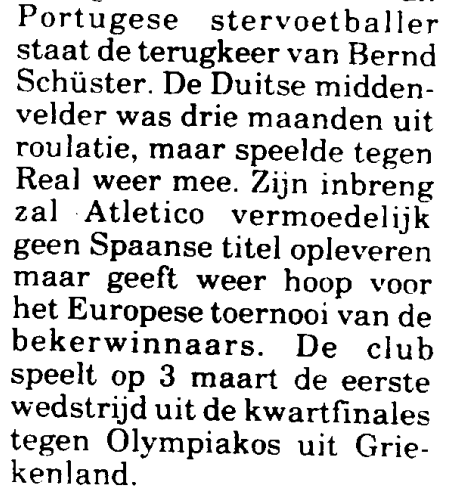 Portugese stervoetballer
staat de terugkeer van Bernd
Schüster. De Duitse midden-
velder was drie maanden uit
roulatie, maar speelde tegen
Real weer mee. Zijn inbreng
zal Atletico vermoedelijk
geen Spaanse titel opleveren
maar geeft weer hoop voor
het Europese toernooi van de
bekerwinnaars. De club
speelt op 3 maart de eerste
wedstrijd uit de kwartfinales
tegen Olympiakos uit Grie-
kenland.